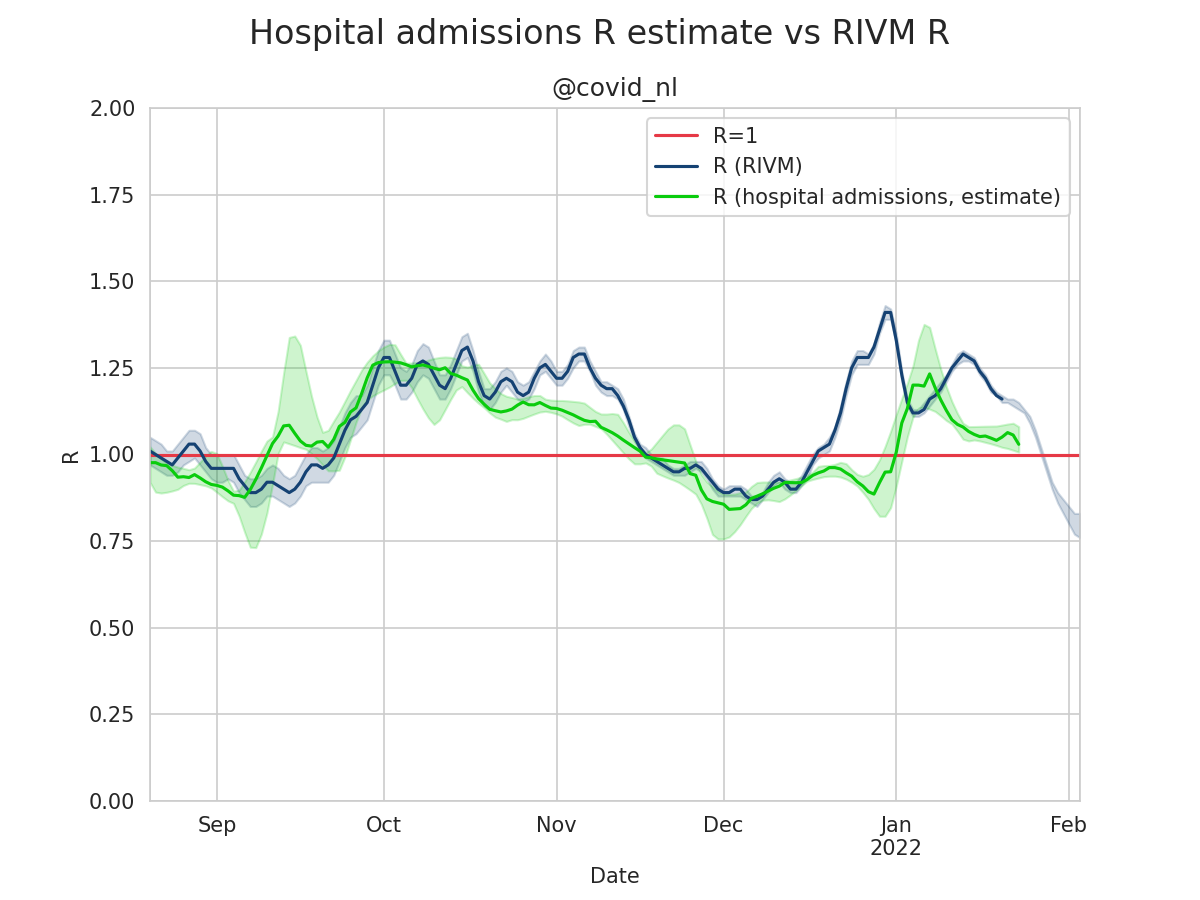 Hospital admissions R estimate vs RIVM R
@covid_nl
R=1
R (RIVM)
R (hospital admissions, estimate)
2.00
1.75
1.50
1.25
1.00
0.75
0.50
0.25
0.00
R
Sep
Oct
Nov
Dec
Jan
2022
Feb
Date